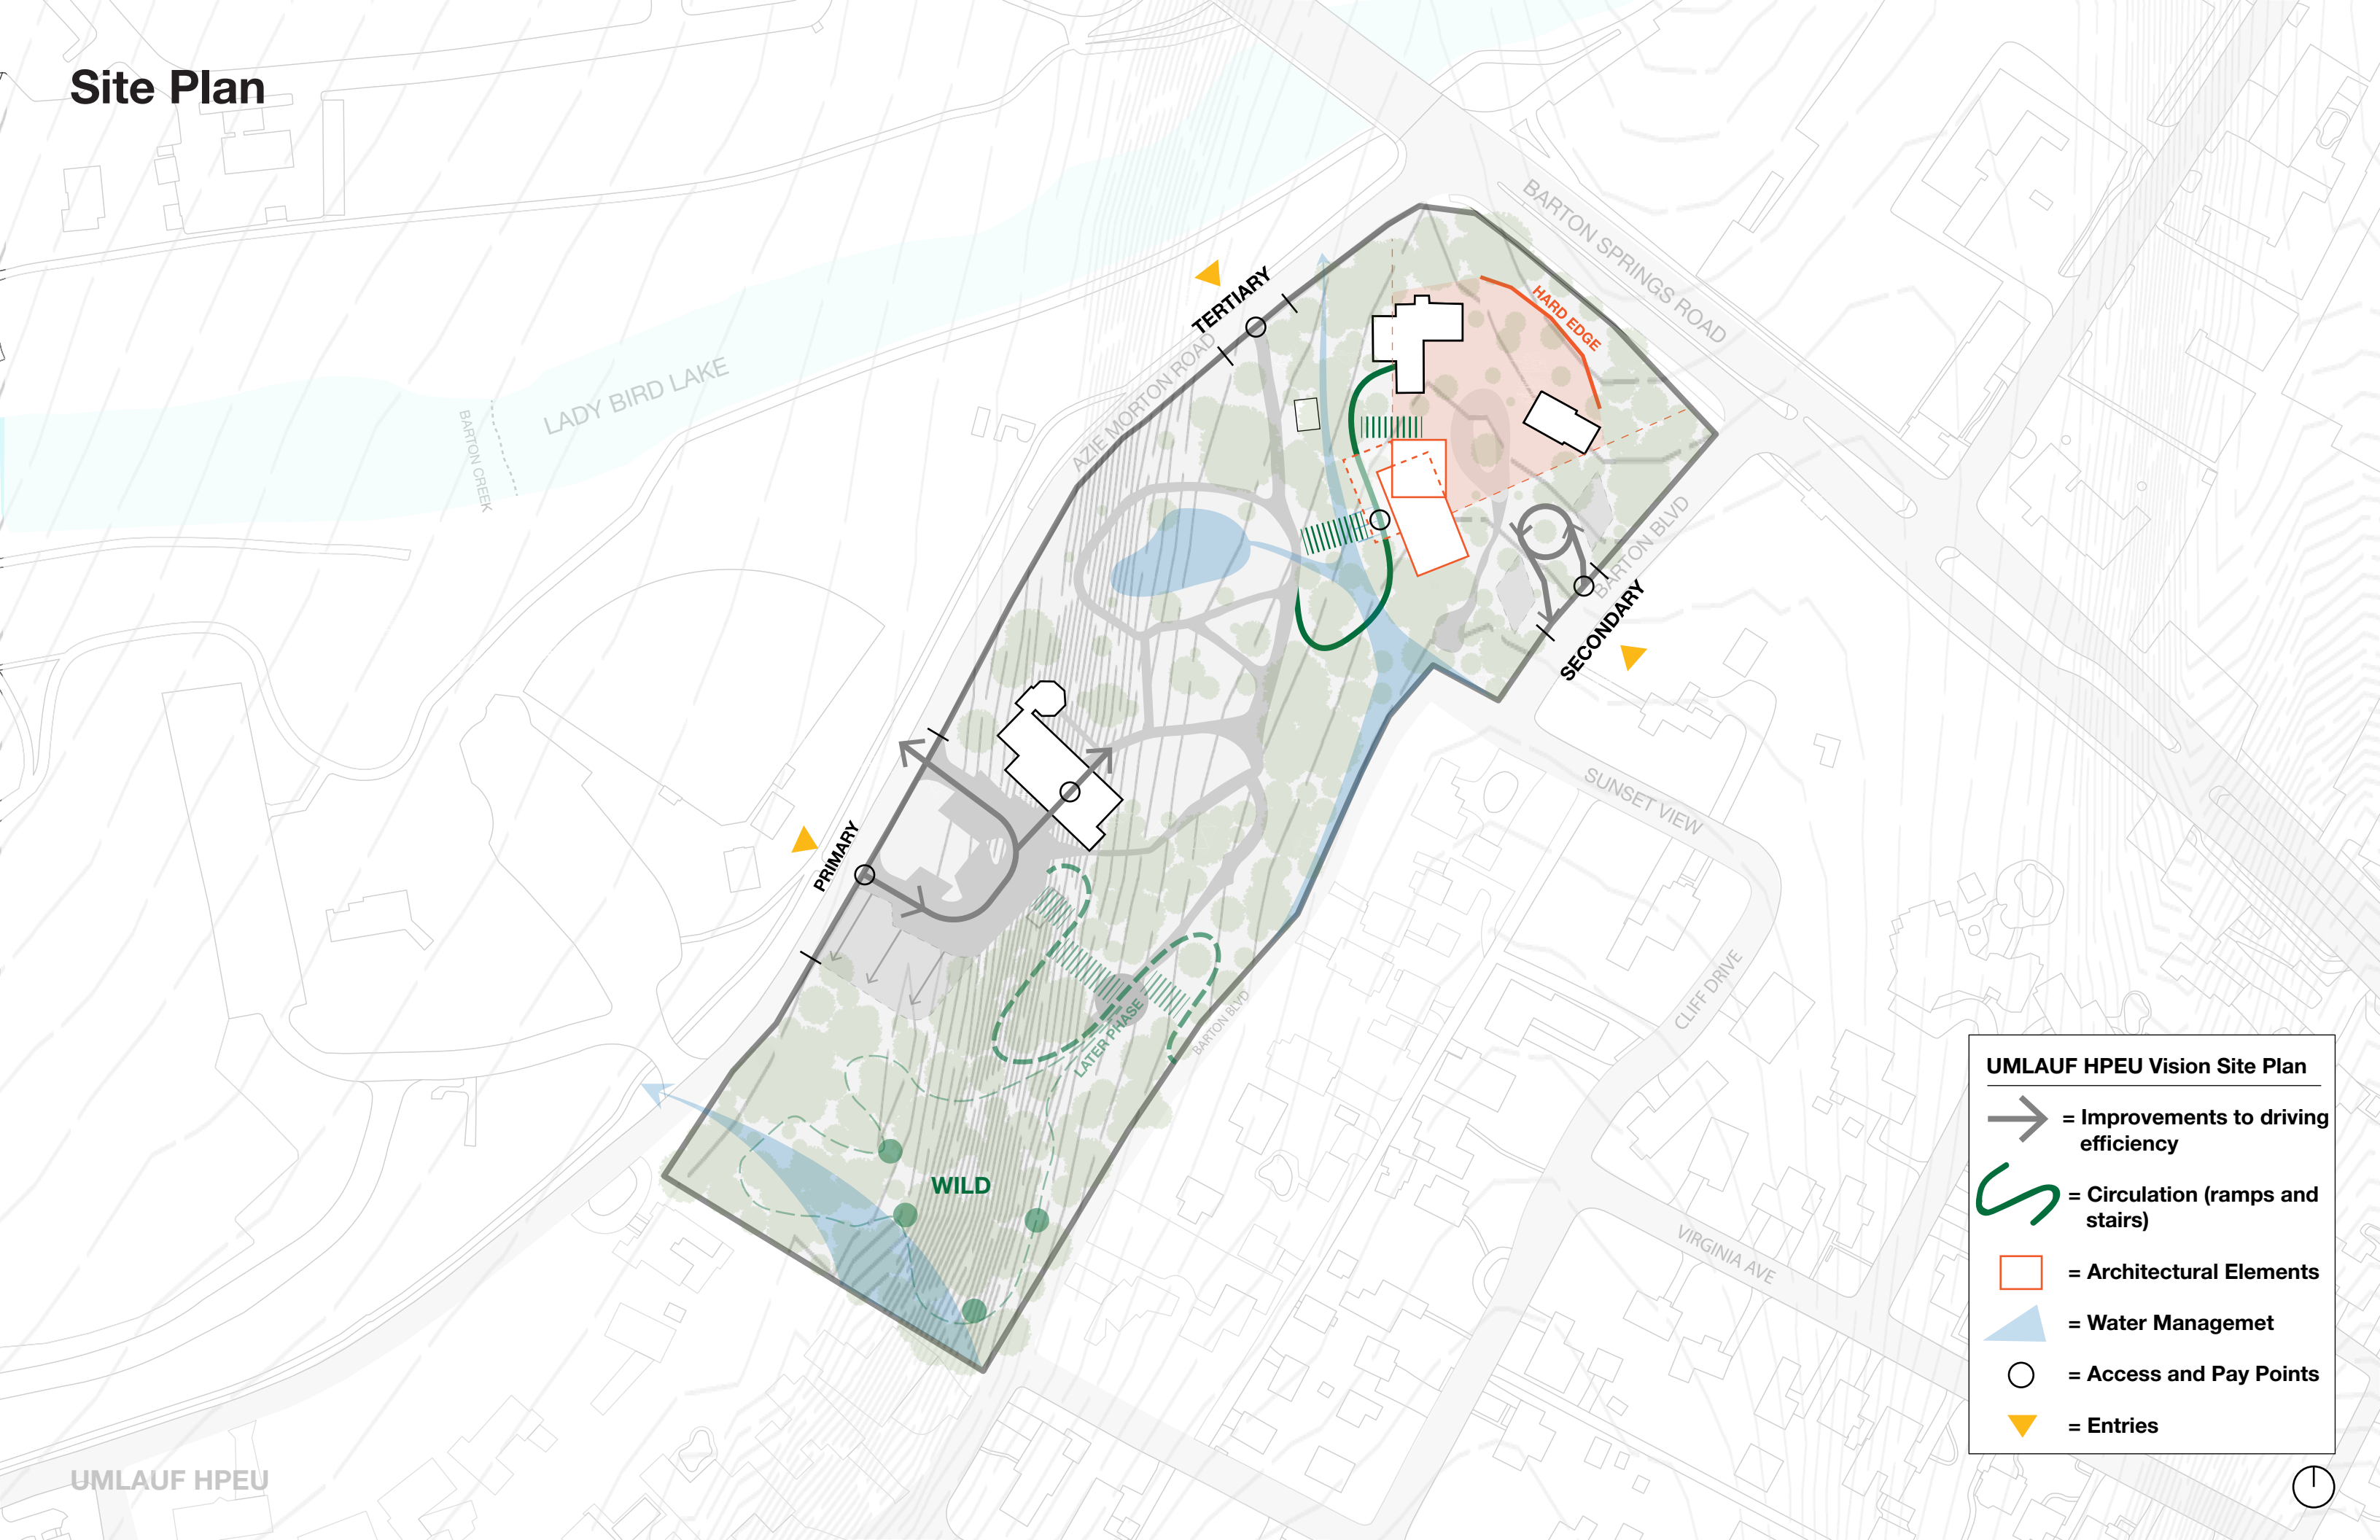 Site Plan
BARTON SPRINGS ROAD
TERTIARY
HARD EDGE
AZIE MORTON ROAD
LADY BIRD LAKE
BARTON CREEK
BARTON BLVD
SECONDARY
SUNSET VIEW
PRIMARY
CLIFF DRIVE
LATER PHASE
BARTON BLVD
WILD
VIRGINIA AVE
UMLAUF HPEU Vision Site Plan
= Improvements to driving
efficiency
= Circulation (ramps and
stairs)
= Architectural Elements
= Water Managemet
= Access and Pay Points
= Entries
UMLAUF HPEU